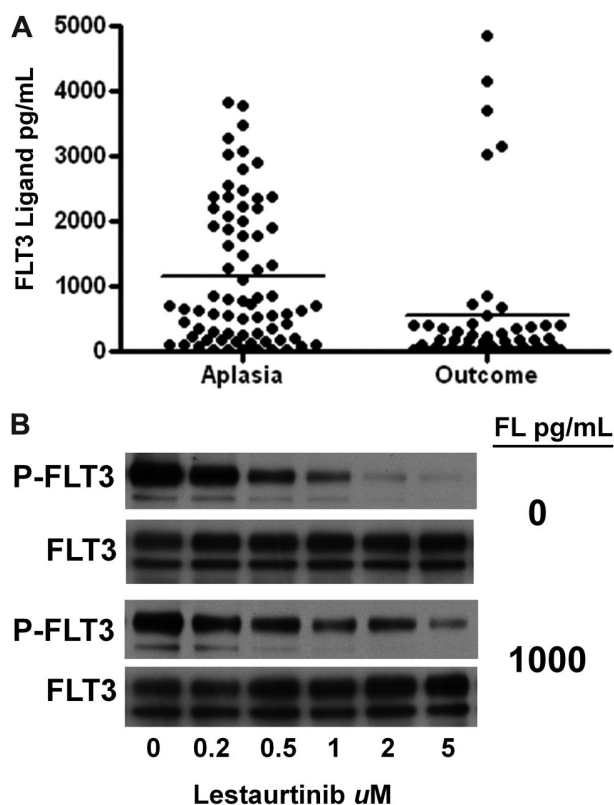 A
FLT3 Ligand pg/mL
5000
4000
3000
2000
1000
0
Aplasia
Outcome
B
FL pg/mL
P-FLT3
FLT3
0
P-FLT3
FLT3
1000
0 0.2 0.5 1 2 5
Lestaurtinib uM